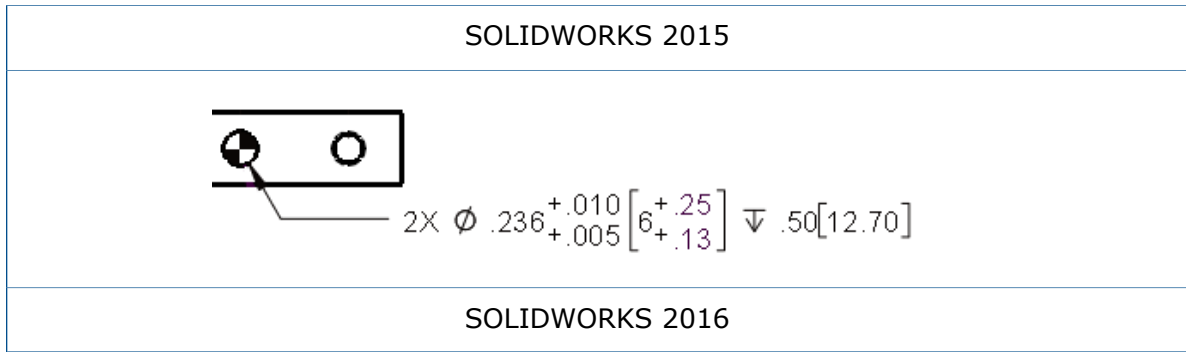 SOLIDWORKS 2015
2X ⌀ .236 +.010 +.005 [6 +.25 +.13] ↧ .50[12.70]
SOLIDWORKS 2016